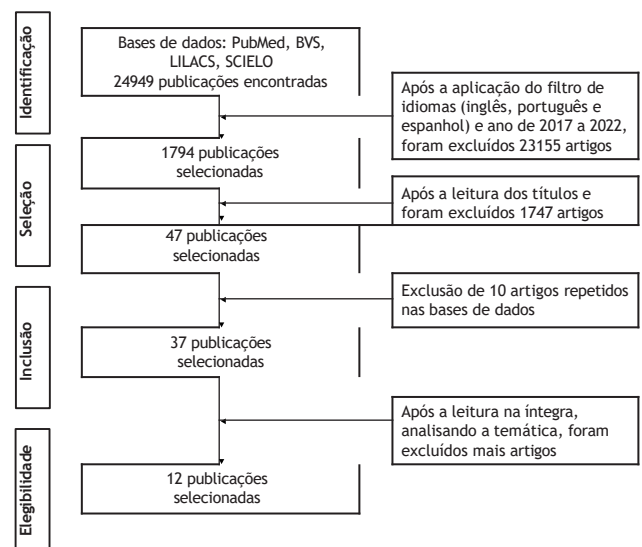 Identificação
Bases de dados: PubMed, BVS,
LILACS, SCIELO
24949 publicações encontradas
Após a aplicação do filtro de
idiomas (inglês, português e
espanhol) e ano de 2017 a 2022,
foram excluídos 23155 artigos
Seleção
1794 publicações
selecionadas
Após a leitura dos títulos e
foram excluídos 1747 artigos
47 publicações
selecionadas
Inclusão
Exclusão de 10 artigos repetidos
nas bases de dados
37 publicações
selecionadas
Após a leitura na íntegra,
analisando a temática, foram
excluídos mais artigos
Elegibilidade
12 publicações
selecionadas